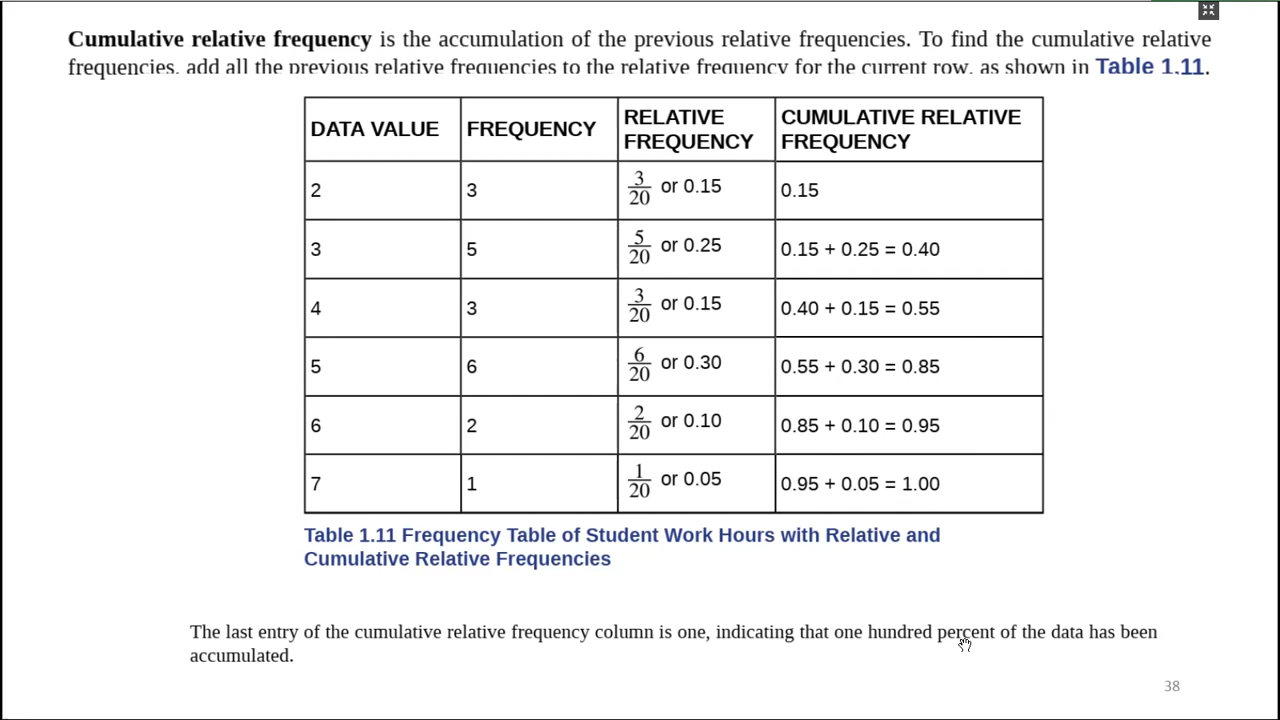 Cumulative relative frequency is the accumulation of the previous relative frequencies. To find the cumulative relative
frequencies, add all the previous relative frequencies to the relative frequency for the current row, as shown in Table 1.11.
DATA VALUE FREQUENCY RELATIVE FREQUENCY CUMULATIVE RELATIVE FREQUENCY
2 3 3/20 or 0.15 0.15
3 5 5/20 or 0.25 0.15 + 0.25 = 0.40
4 3 3/20 or 0.15 0.40 + 0.15 = 0.55
5 6 6/20 or 0.30 0.55 + 0.30 = 0.85
6 2 2/20 or 0.10 0.85 + 0.10 = 0.95
7 1 1/20 or 0.05 0.95 + 0.05 = 1.00
Table 1.11 Frequency Table of Student Work Hours with Relative and
Cumulative Relative Frequencies
The last entry of the cumulative relative frequency column is one, indicating that one hundred percent of the data has been
accumulated.
38